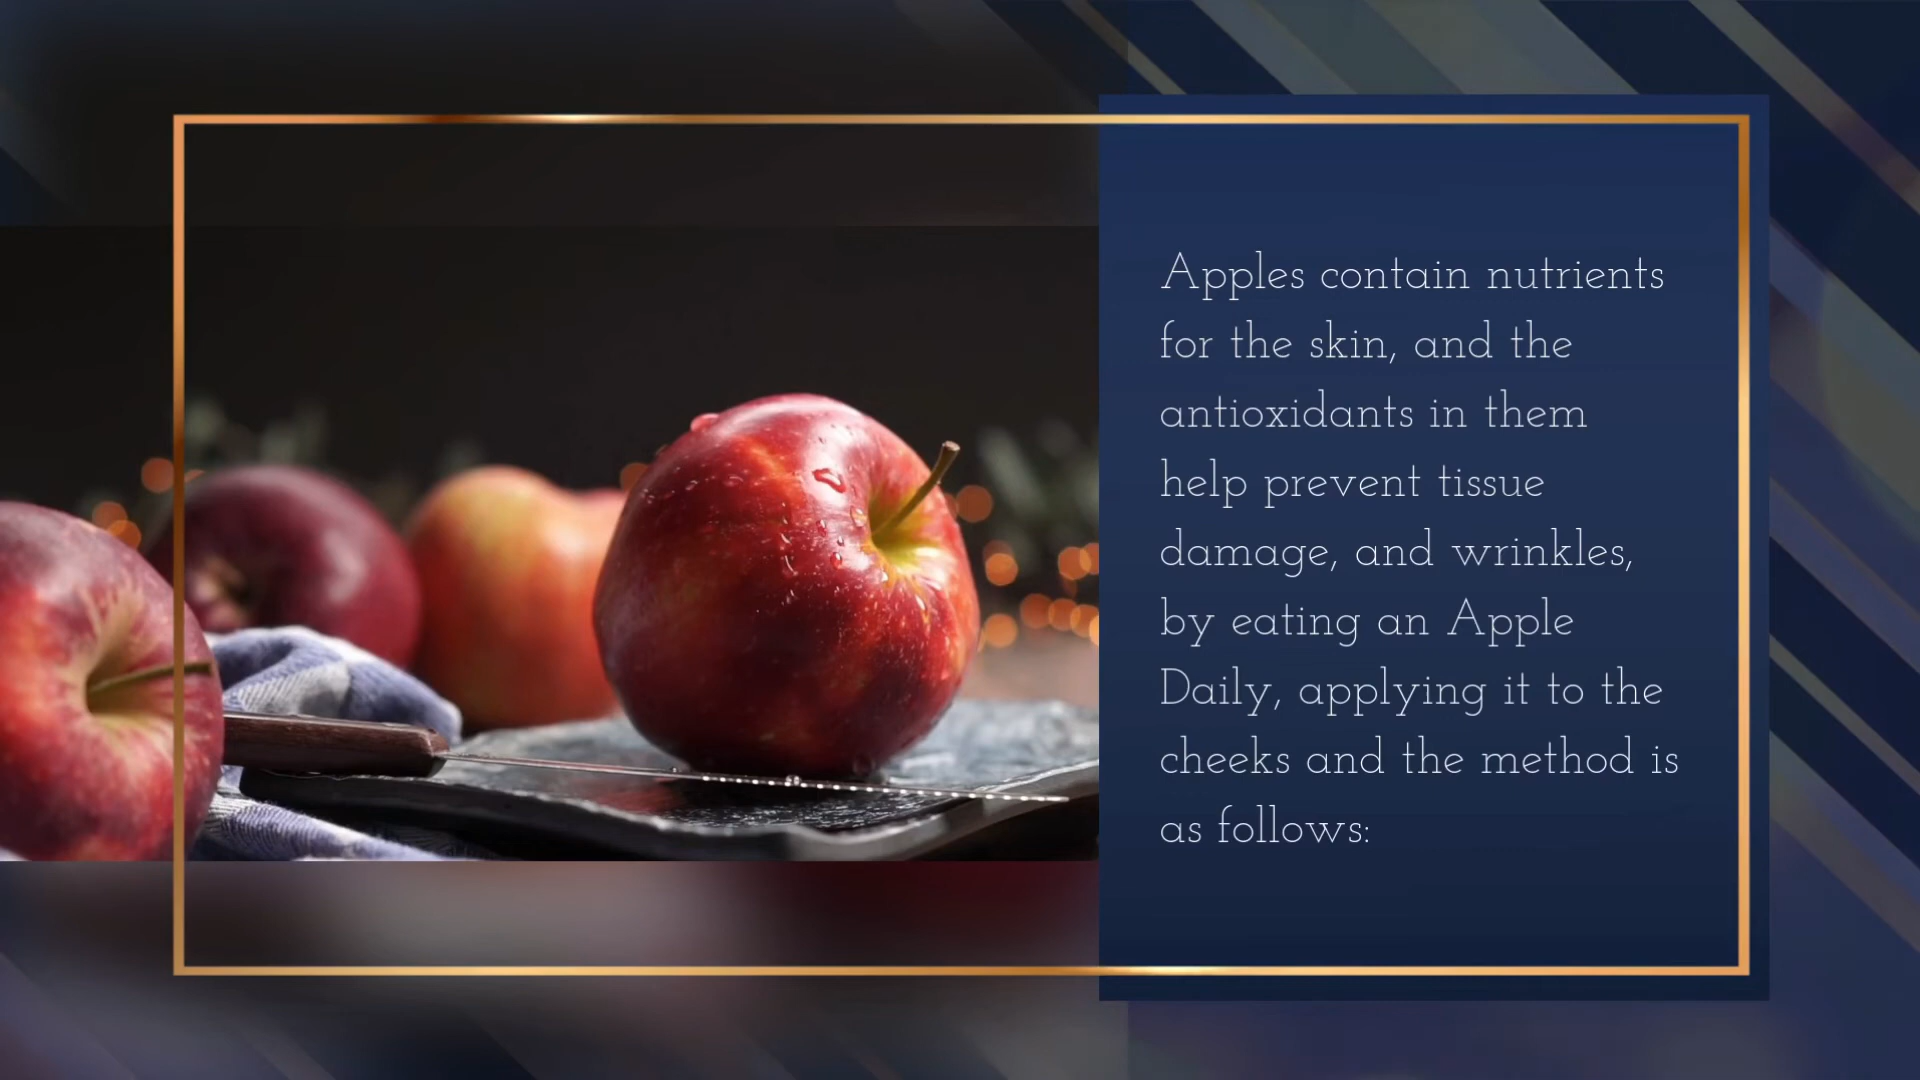 Apples contain nutrients
for the skin, and the
antioxidants in them
help prevent tissue
damage, and wrinkles,
by eating an Apple
Daily, applying it to the
cheeks and the method is
as follows: